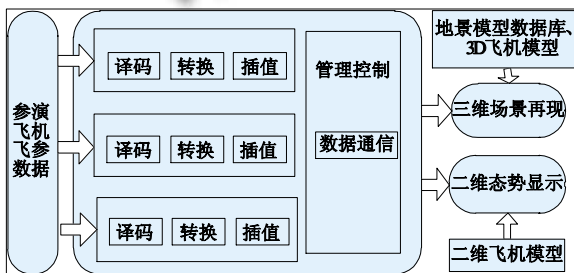 参演
飞机
飞参
数据
译码 转换 插值
译码 转换 插值
译码 转换 插值
管理控制
数据通信
地景模型数据库、
3D飞机模型
三维场景再现
二维态势显示
二维飞机模型